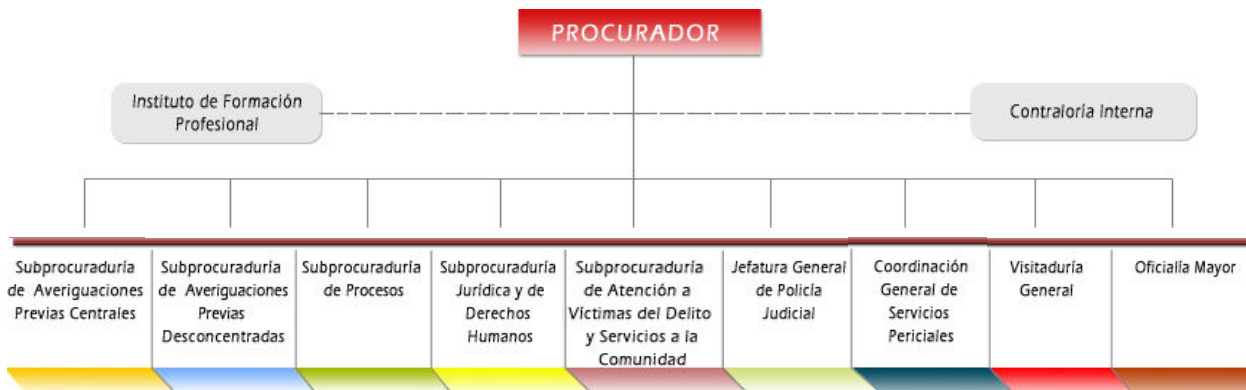 PROCURADOR
Instituto de Formación
Profesional
Contraloría Interna
Subprocuraduría
de Averiguaciones
Previas Centrales
Subprocuraduría
de Averiguaciones
Previas
Desconcentradas
Subprocuraduría
de Procesos
Subprocuraduría
Jurídica y de
Derechos
Humanos
Subprocuraduría
de Atención a
Víctimas del Delito
y Servicios a la
Comunidad
Jefatura General
de Policía
Judicial
Coordinación
General de
Servicios
Periciales
Visitaduría
General
Oficialía Mayor